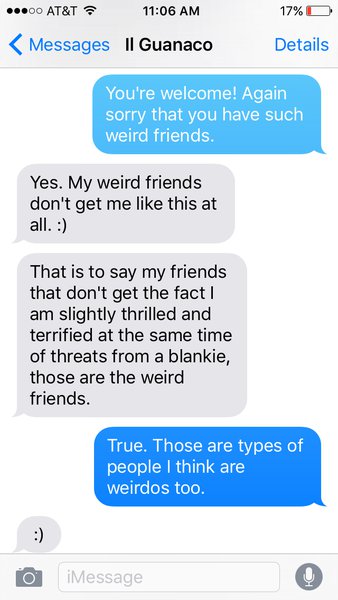 AT&T 11:06 AM 17%
Messages Il Guanaco Details
You're welcome! Again
sorry that you have such
weird friends.
Yes. My weird friends
don't get me like this at
all. :)
That is to say my friends
that don't get the fact I
am slightly thrilled and
terrified at the same time
of threats from a blankie,
those are the weird
friends.
True. Those are types of
people I think are
weirdos too.
:)
iMessage